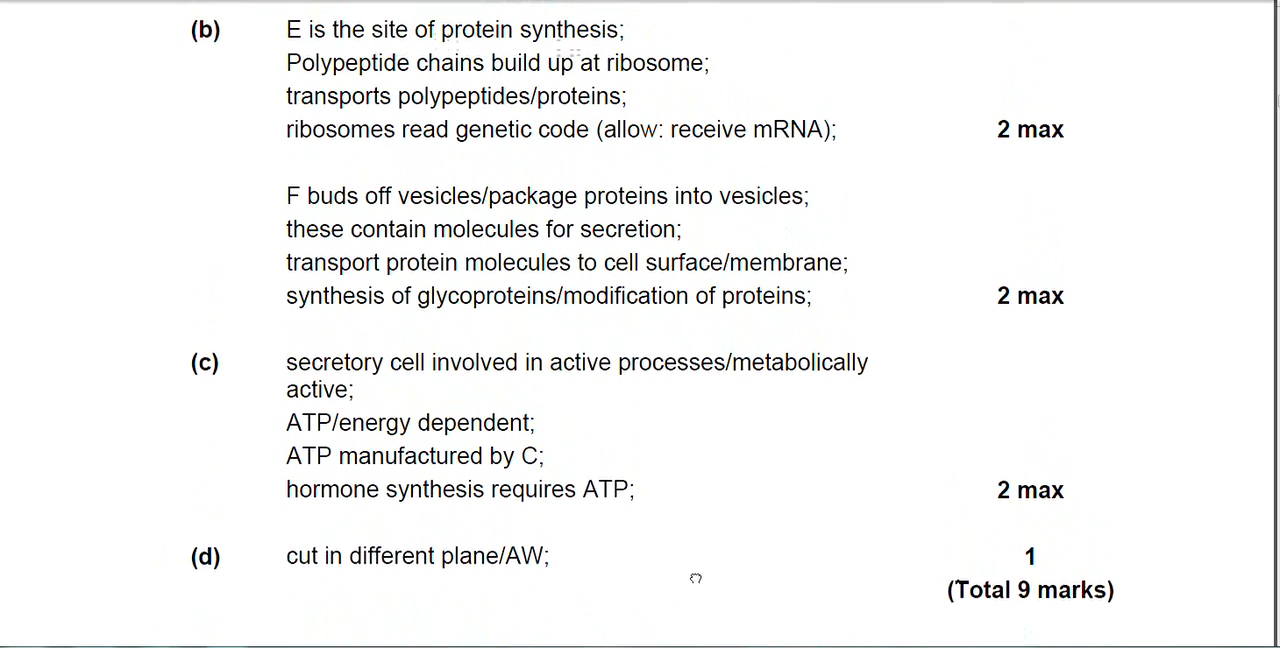 (b) E is the site of protein synthesis;
Polypeptide chains build up at ribosome;
transports polypeptides/proteins;
ribosomes read genetic code (allow: receive mRNA); 2 max
F buds off vesicles/package proteins into vesicles;
these contain molecules for secretion;
transport protein molecules to cell surface/membrane;
synthesis of glycoproteins/modification of proteins; 2 max
(c) secretory cell involved in active processes/metabolically
active;
ATP/energy dependent;
ATP manufactured by C;
hormone synthesis requires ATP; 2 max
(d) cut in different plane/AW; 1
(Total 9 marks)